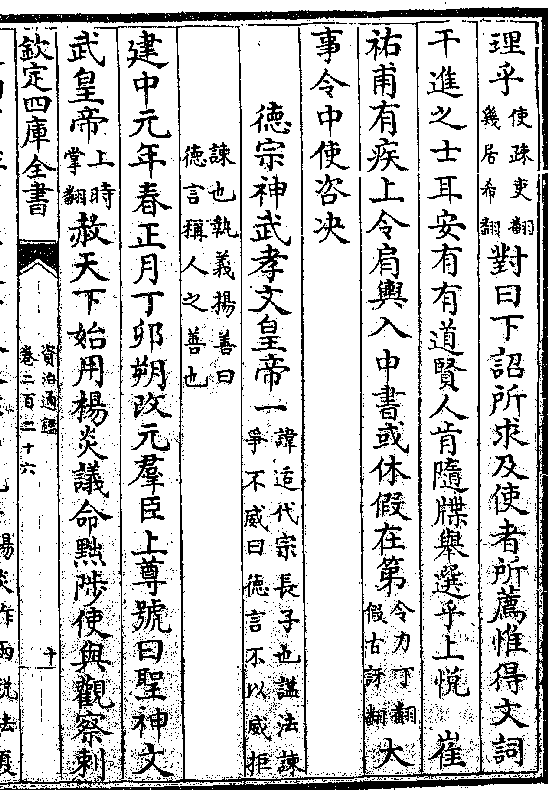 理乎使疎吏翻幾居希翻對曰下詔所求及使者所薦惟得文詞
干進之士耳安有有道賢人肯隨牒舉選乎上悅　崔
祐甫有疾上令肩輿入中書或休假在第令力丁翻假古訝翻大
事令中使咨决
德宗神武孝文皇帝一諱适代宗長子也諡法諫爭不威曰德言不以威拒
諫也執義揚善曰德言稱人之善也
建中元年春正月丁卯朔改元羣臣上尊號曰聖神文
武皇帝上時掌翻赦天下始用楊炎議命黜陟使與觀察刺
欽定四庫全書
資治通鑑
卷二百二十六
十